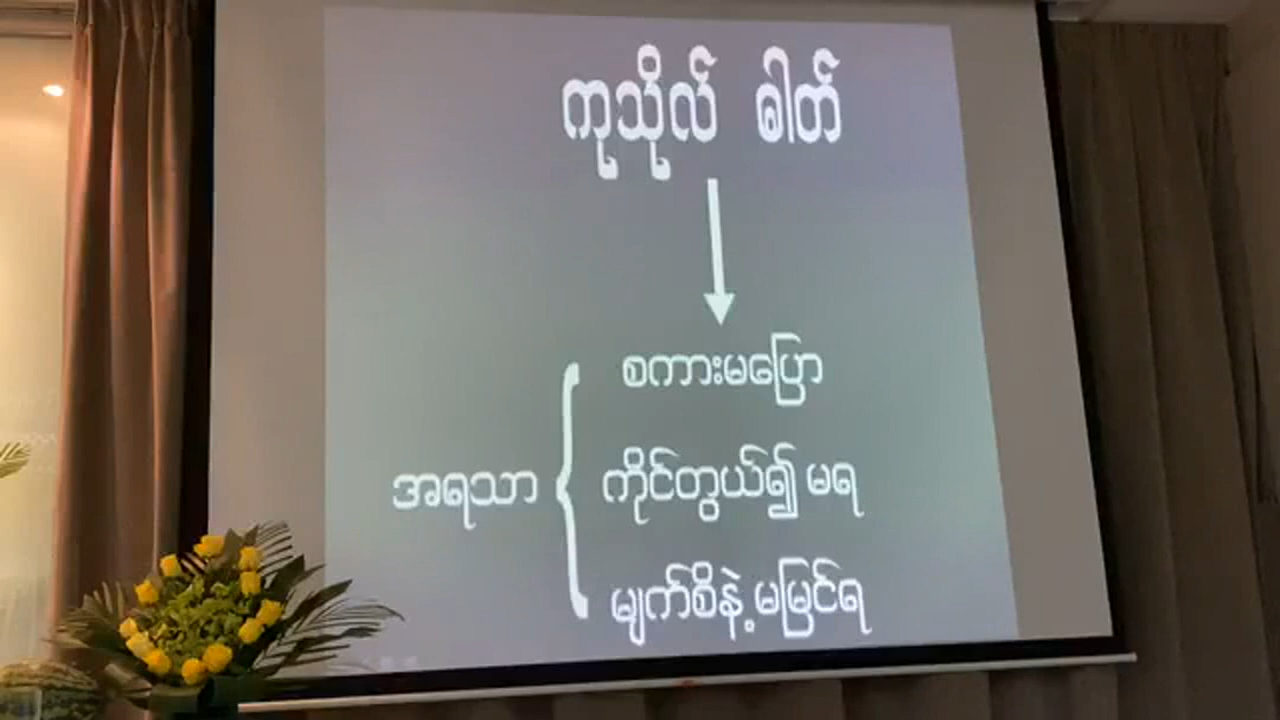 ကုသိုလ် ဓါတ်
စကားမပြော
အရသာ
ကိုင်တွယ်၍ မရ
မျက်စိနဲ့ မမြင်ရ